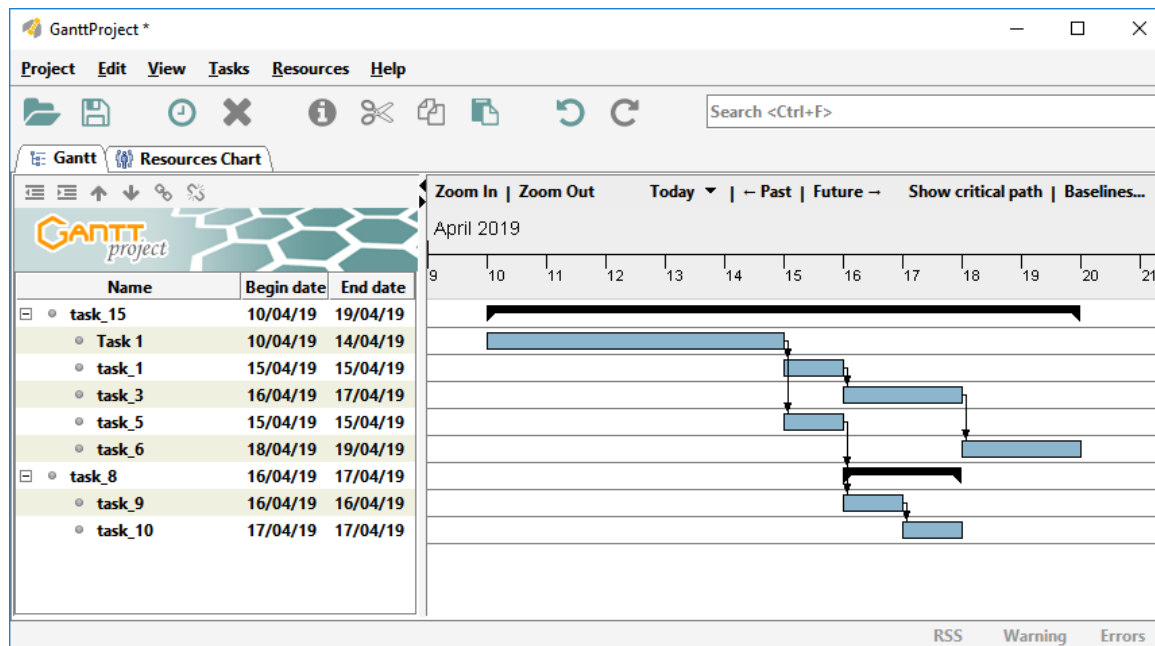 GanttProject *
Project Edit View Tasks Resources Help
Search <Ctrl+F>
Gantt Resources Chart
Zoom In | Zoom Out Today | ← Past | Future → Show critical path | Baselines...
GANTT project
April 2019
9 10 11 12 13 14 15 16 17 18 19 20 21
Name Begin date End date
task_15 10/04/19 19/04/19
Task 1 10/04/19 14/04/19
task_1 15/04/19 15/04/19
task_3 16/04/19 17/04/19
task_5 15/04/19 15/04/19
task_6 18/04/19 19/04/19
task_8 16/04/19 17/04/19
task_9 16/04/19 16/04/19
task_10 17/04/19 17/04/19
RSS Warning Errors